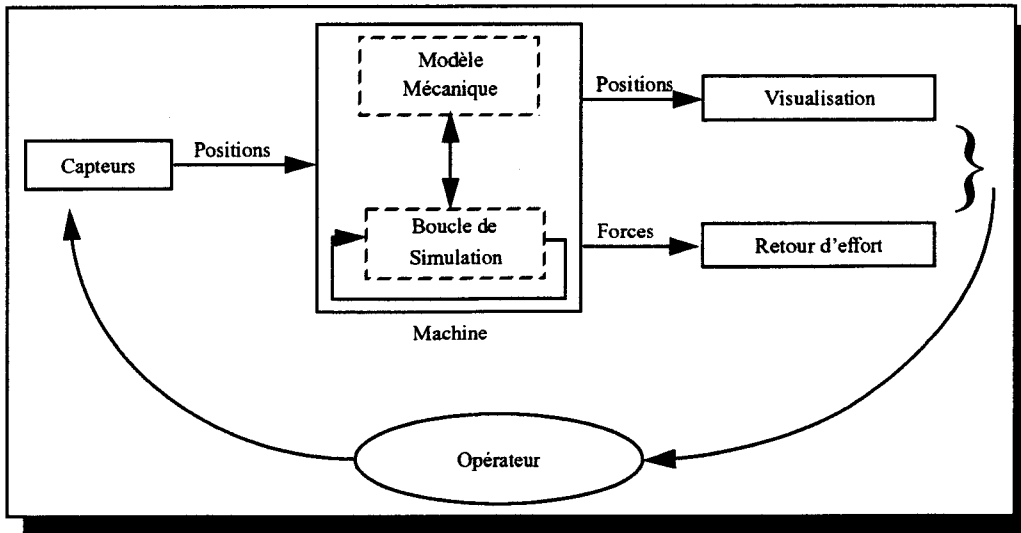 Modèle
Mécanique
Positions
Visualisation
Capteurs
Positions
Boucle de
Simulation
Forces
Retour d'effort
Machine
Opérateur